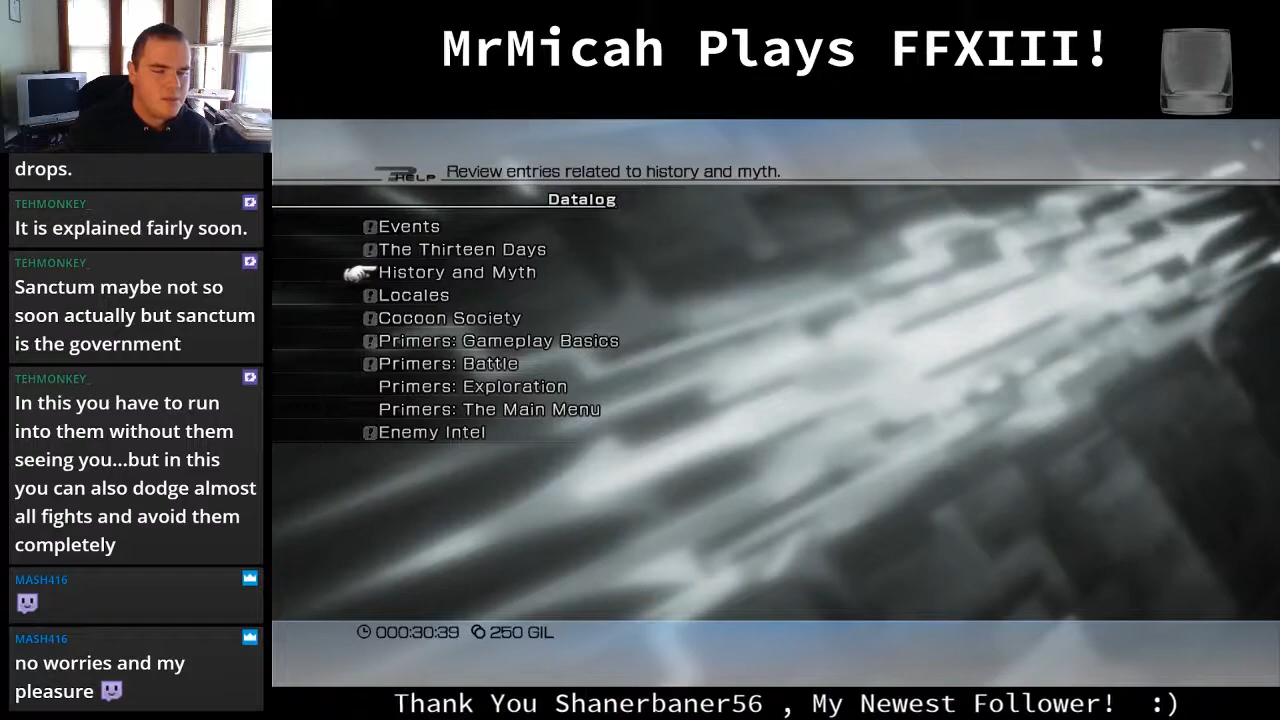 MrMicah Plays FFXIII!
drops.
TEHMONKEY_
It is explained fairly soon.
TEHMONKEY_
Sanctum maybe not so
soon actually but sanctum
is the government
TEHMONKEY_
In this you have to run
into them without them
seeing you...but in this
you can also dodge almost
all fights and avoid them
completely
MASH416
MASH416
no worries and my
pleasure
HELP Review entries related to history and myth.
Datalog
Events
The Thirteen Days
History and Myth
Locales
Cocoon Society
Primers: Gameplay Basics
Primers: Battle
Primers: Exploration
Primers: The Main Menu
Enemy Intel
000:30:39 250 GIL
Thank You Shanerbaner56 , My Newest Follower! :)